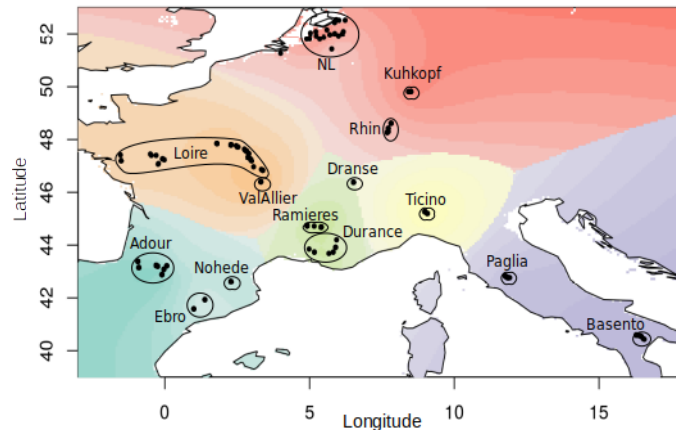 52
NL
50
Kuhkopf
Rhin
48
Loire
Dranse
Latitude
46
ValAllier
Ramieres
Ticino
44
Adour
Durance
Nohede
Paglia
42
Ebro
Basento
40
0
5
10
15
Longitude